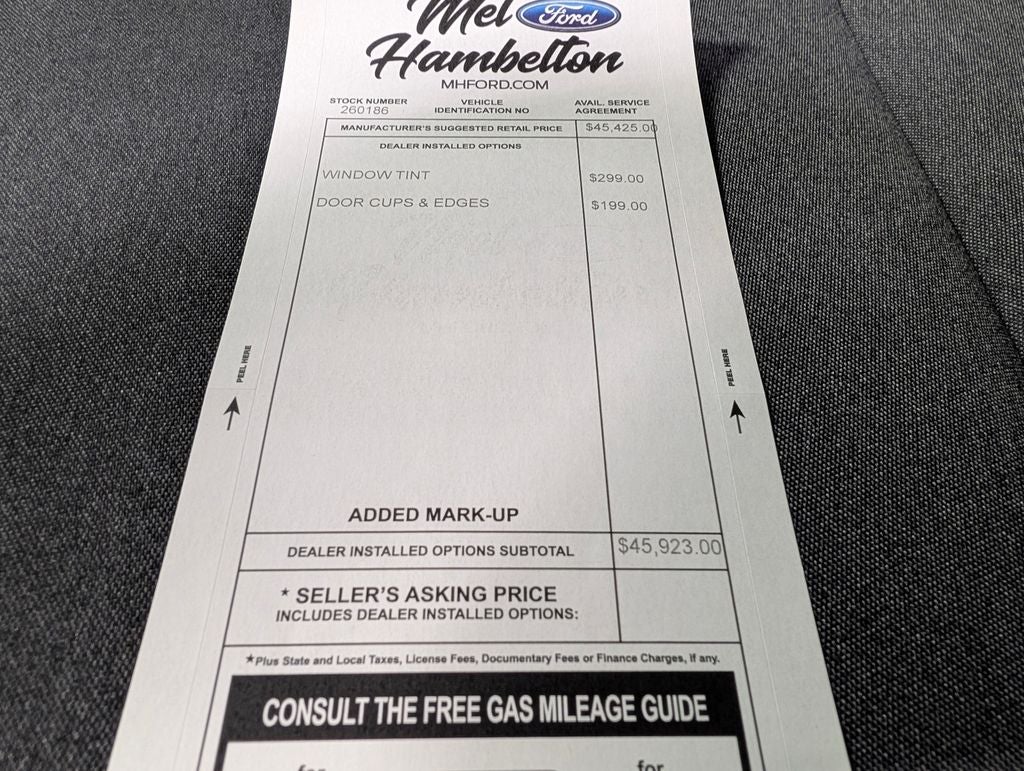 Mel Ford
Hambelton
MHFORD.COM
STOCK NUMBER
260186
VEHICLE
IDENTIFICATION NO
AVAIL. SERVICE
AGREEMENT
MANUFACTURER'S SUGGESTED RETAIL PRICE $45,425.00
DEALER INSTALLED OPTIONS
WINDOW TINT $299.00
DOOR CUPS & EDGES $199.00
PEEL HERE
PEEL HERE
ADDED MARK-UP
DEALER INSTALLED OPTIONS SUBTOTAL $45,923.00
* SELLER'S ASKING PRICE
INCLUDES DEALER INSTALLED OPTIONS:
*Plus State and Local Taxes, License Fees, Documentary Fees or Finance Charges, if any.
CONSULT THE FREE GAS MILEAGE GUIDE
for for